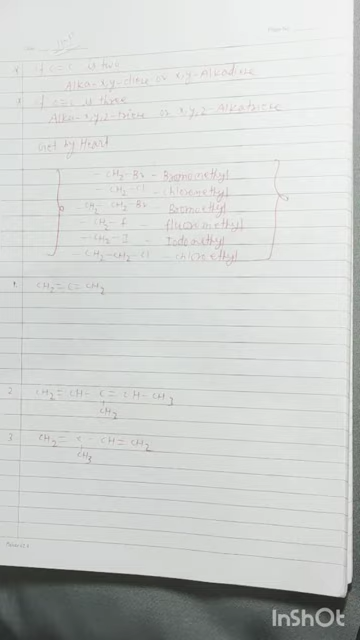 if C=C is two
Alka-x,y-diene or x,y-Alkadiene
if C=C is three
Alka-x,y,z-triene or x,y,z-Alkatriene
Get by Heart
- CH2-Br - Bromomethyl
- CH2-Cl - chloromethyl
- CH2-CH2-Br Bromoethyl
- CH2-F - fluoromethyl
- CH2-I - Iodomethyl
- CH2-CH2-Cl - chloroethyl
1. CH2=C=CH2
2. CH2=CH-C=CH-CH3
CH3
3. CH2=C-CH=CH2
CH3
InShOt